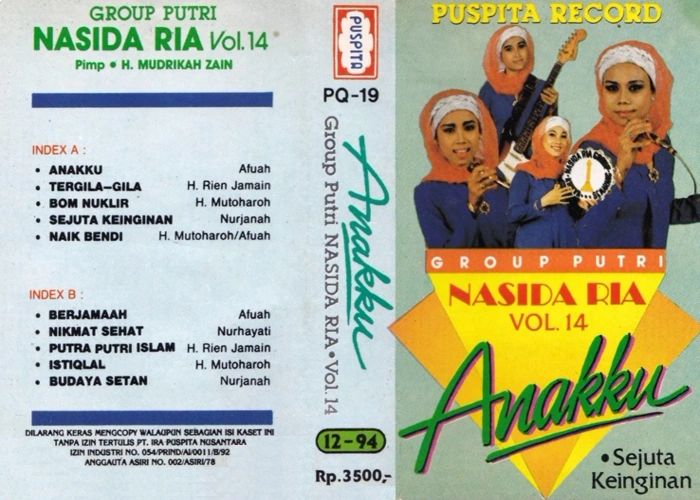 GROUP PUTRI
NASIDA RIA Vol. 14
Pimp • H. MUDRIKAH ZAIN
INDEX A :
• ANAKKU Afuah
• TERGILA-GILA H. Rien Jamain
• BOM NUKLIR H. Mutoharoh
• SEJUTA KEINGINAN Nurjanah
• NAIK BENDI H. Mutoharoh/Afuah
INDEX B :
• BERJAMAAH Afuah
• NIKMAT SEHAT Nurhayati
• PUTRA PUTRI ISLAM H. Rien Jamain
• ISTIQLAL H. Mutoharoh
• BUDAYA SETAN Nurjanah
DILARANG KERAS MENGCOPY WALAUPUN SEBAGIAN ISI KASET INI
TANPA IZIN TERTULIS PT. IRA PUSPITA NUSANTARA
IZIN INDUSTRI NO. 054/PRIND/AI/0011/B/92
ANGGAUTA ASIRI NO. 002/ASIRI/78
PUSPITA
PQ-19
Anakku
Group Putri NASIDA RIA • Vol. 14
12-94
Rp.3500,-
PUSPITA RECORD
NASIDA RIA GROUP
1
GROUP PUTRI
NASIDA RIA
VOL. 14
Anakku
• Sejuta
Keinginan